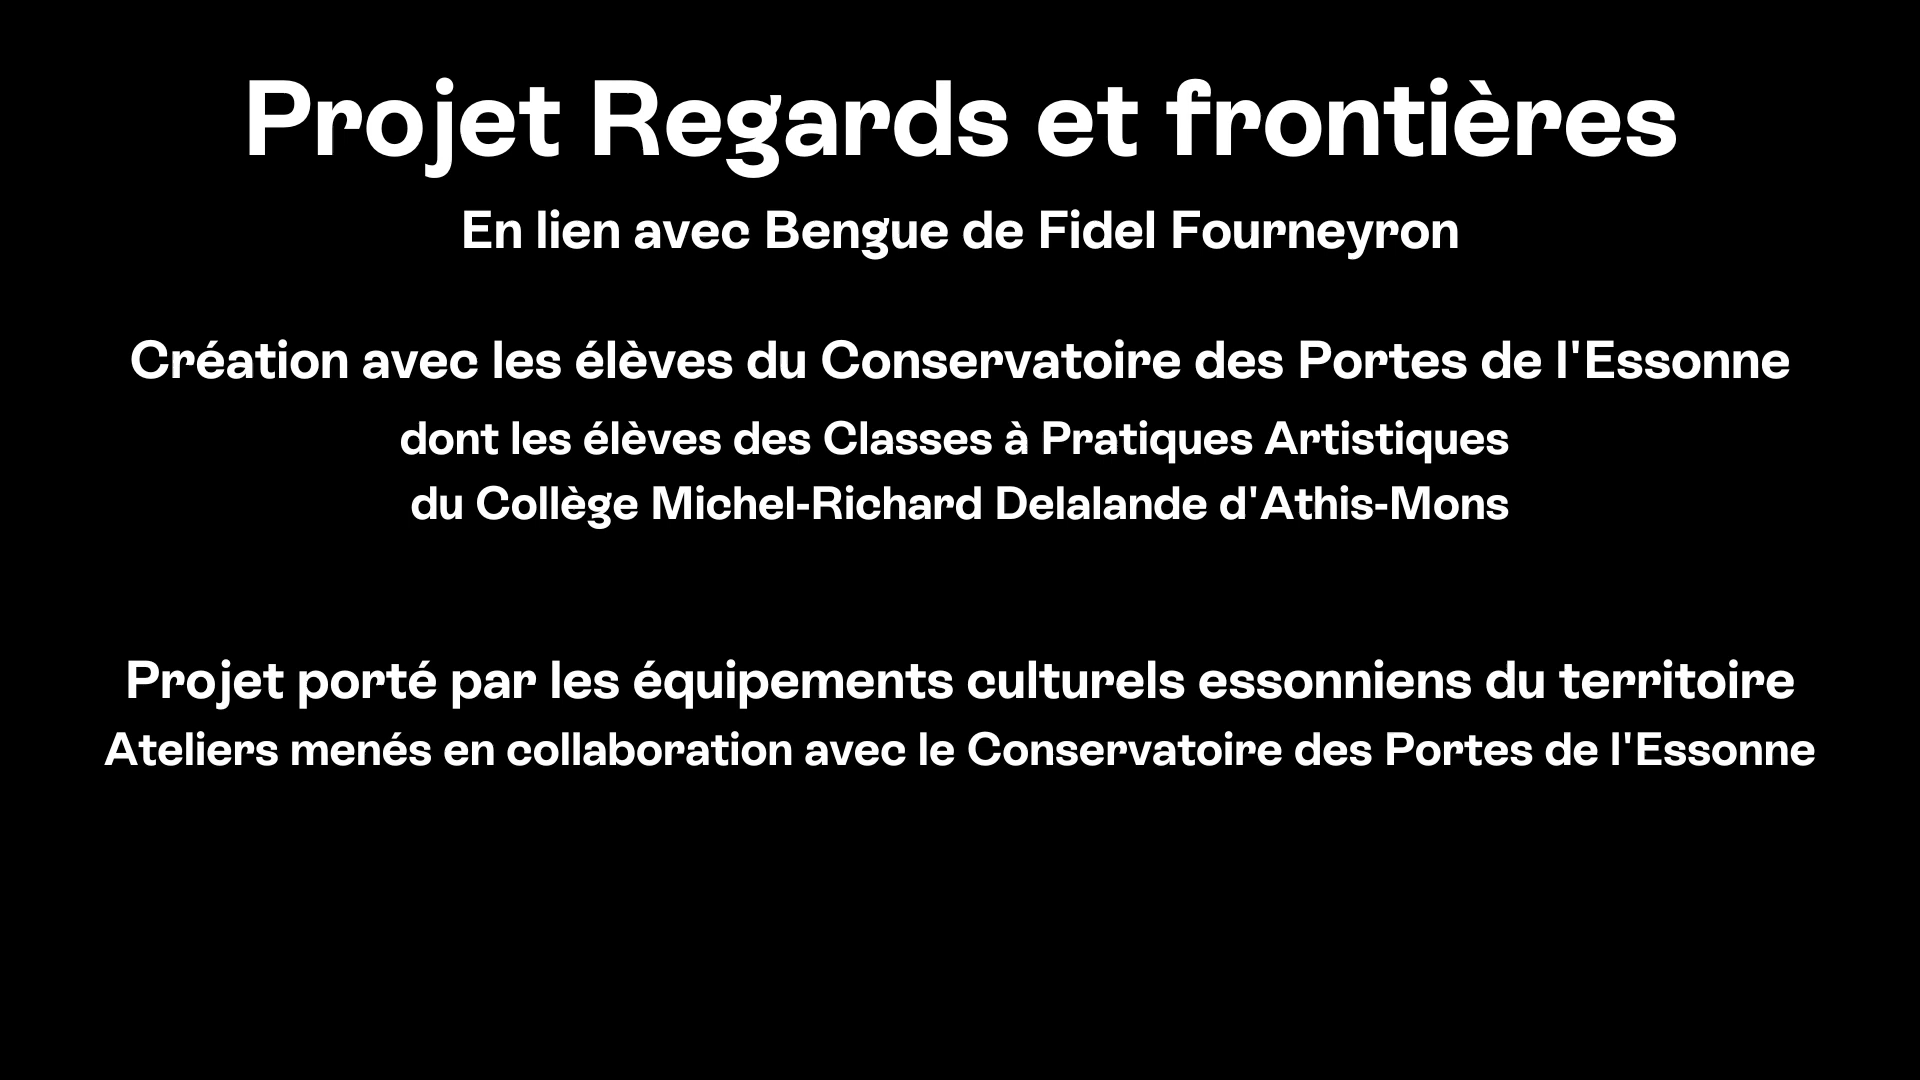 Projet Regards et frontières
En lien avec Bengue de Fidel Fourneyron
Création avec les élèves du Conservatoire des Portes de l'Essonne
dont les élèves des Classes à Pratiques Artistiques
du Collège Michel-Richard Delalande d'Athis-Mons
Projet porté par les équipements culturels essonniens du territoire
Ateliers menés en collaboration avec le Conservatoire des Portes de l'Essonne